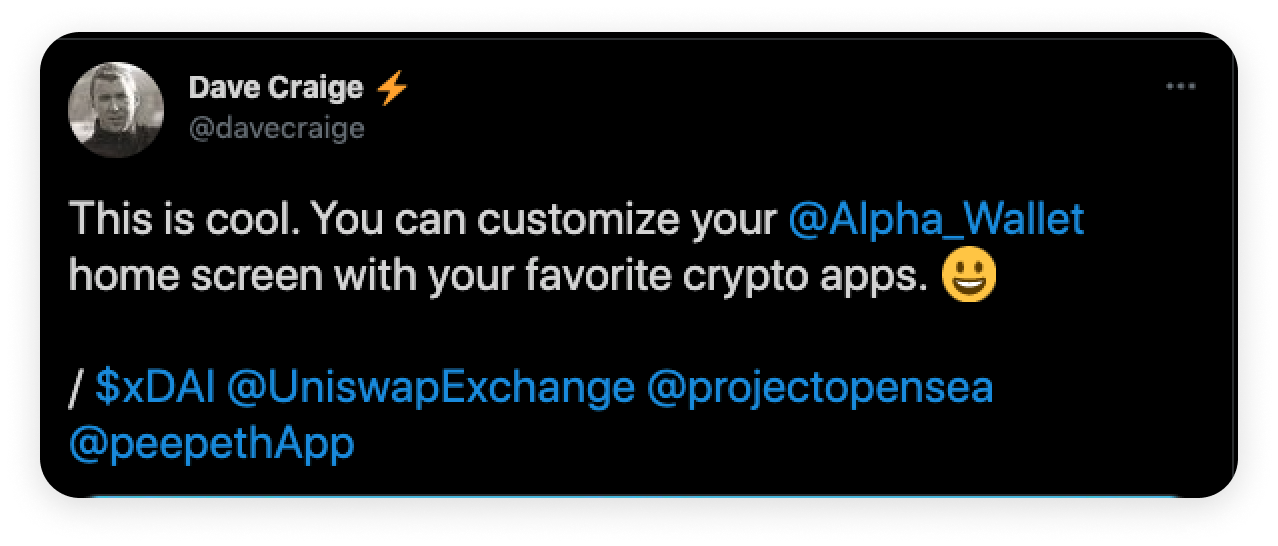 Dave Craige ⚡
@davecraige
This is cool. You can customize your @Alpha_Wallet
home screen with your favorite crypto apps. 😀
/ $xDAI @UniswapExchange @projectopensea
@peepethApp